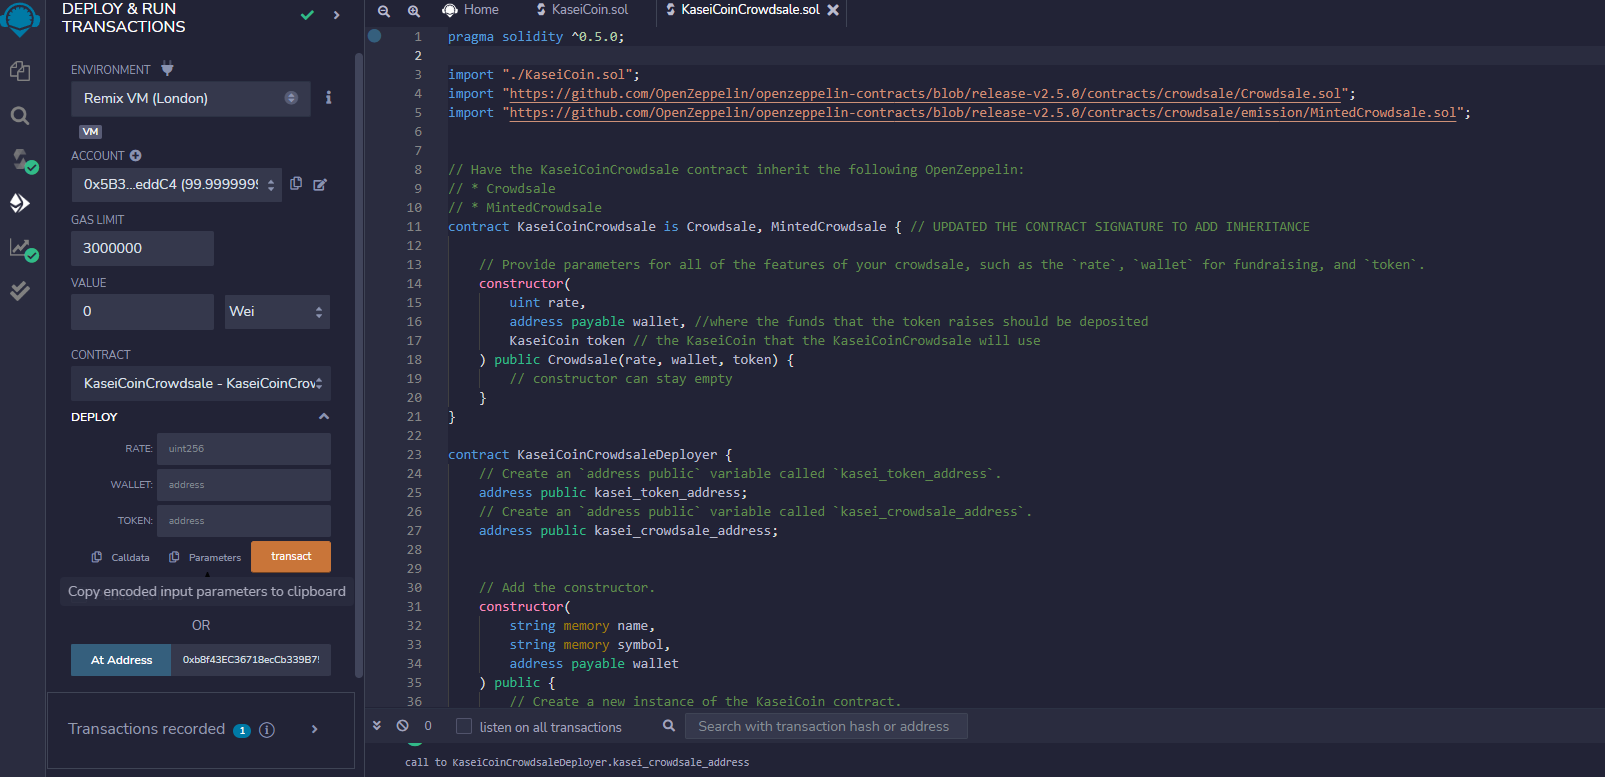 DEPLOY & RUN
TRANSACTIONS
ENVIRONMENT
Remix VM (London)
VM
ACCOUNT
0x5B3...eddC4 (99.9999999
GAS LIMIT
3000000
VALUE
0
Wei
CONTRACT
KaseiCoinCrowdsale - KaseiCoinCrow
DEPLOY
RATE: uint256
WALLET: address
TOKEN: address
Calldata Parameters transact
Copy encoded input parameters to clipboard
OR
At Address 0xb8f43EC36718ecCb339B7
Transactions recorded 1
Home KaseiCoin.sol KaseiCoinCrowdsale.sol
1 pragma solidity ^0.5.0;
2
3 import "./KaseiCoin.sol";
4 import "https://github.com/OpenZeppelin/openzeppelin-contracts/blob/release-v2.5.0/contracts/crowdsale/Crowdsale.sol";
5 import "https://github.com/OpenZeppelin/openzeppelin-contracts/blob/release-v2.5.0/contracts/crowdsale/emission/MintedCrowdsale.sol";
6
7
8 // Have the KaseiCoinCrowdsale contract inherit the following OpenZeppelin:
9 // * Crowdsale
10 // * MintedCrowdsale
11 contract KaseiCoinCrowdsale is Crowdsale, MintedCrowdsale { // UPDATED THE CONTRACT SIGNATURE TO ADD INHERITANCE
12
13 // Provide parameters for all of the features of your crowdsale, such as the `rate`, `wallet` for fundraising, and `token`.
14 constructor(
15 uint rate,
16 address payable wallet, //where the funds that the token raises should be deposited
17 KaseiCoin token // the KaseiCoin that the KaseiCoinCrowdsale will use
18 ) public Crowdsale(rate, wallet, token) {
19 // constructor can stay empty
20 }
21 }
22
23 contract KaseiCoinCrowdsaleDeployer {
24 // Create an `address public` variable called `kasei_token_address`.
25 address public kasei_token_address;
26 // Create an `address public` variable called `kasei_crowdsale_address`.
27 address public kasei_crowdsale_address;
28
29
30 // Add the constructor.
31 constructor(
32 string memory name,
33 string memory symbol,
34 address payable wallet
35 ) public {
36 // Create a new instance of the KaseiCoin contract.
0 listen on all transactions Search with transaction hash or address
call to KaseiCoinCrowdsaleDeployer.kasei_crowdsale_address